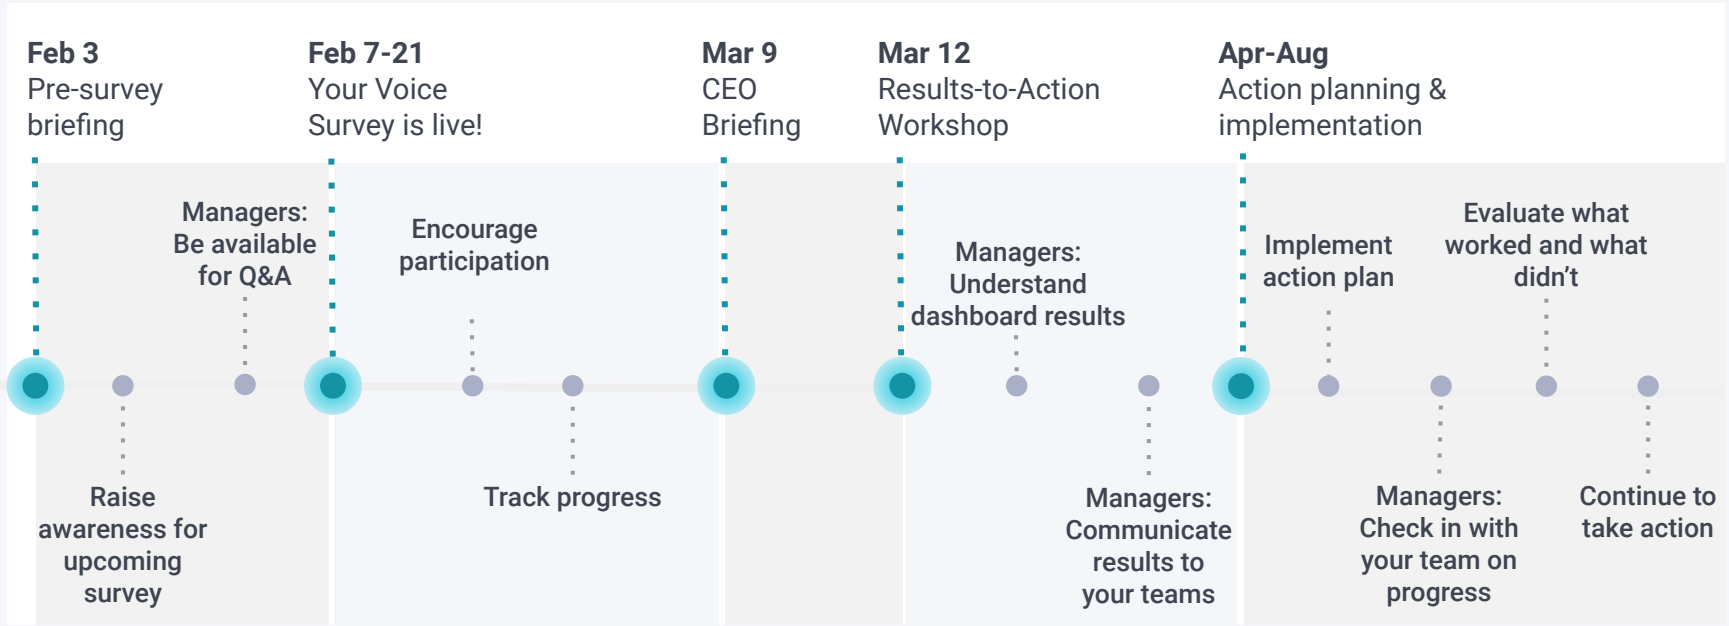 Feb 3
Pre-survey
briefing
Feb 7-21
Your Voice
Survey is live!
Mar 9
CEO
Briefing
Mar 12
Results-to-Action
Workshop
Apr-Aug
Action planning &
implementation
Managers:
Be available
for Q&A
Encourage
participation
Managers:
Understand
dashboard results
Implement
action plan
Evaluate what
worked and what
didn’t
Raise
awareness for
upcoming
survey
Track progress
Managers:
Communicate
results to
your teams
Managers:
Check in with
your team on
progress
Continue to
take action